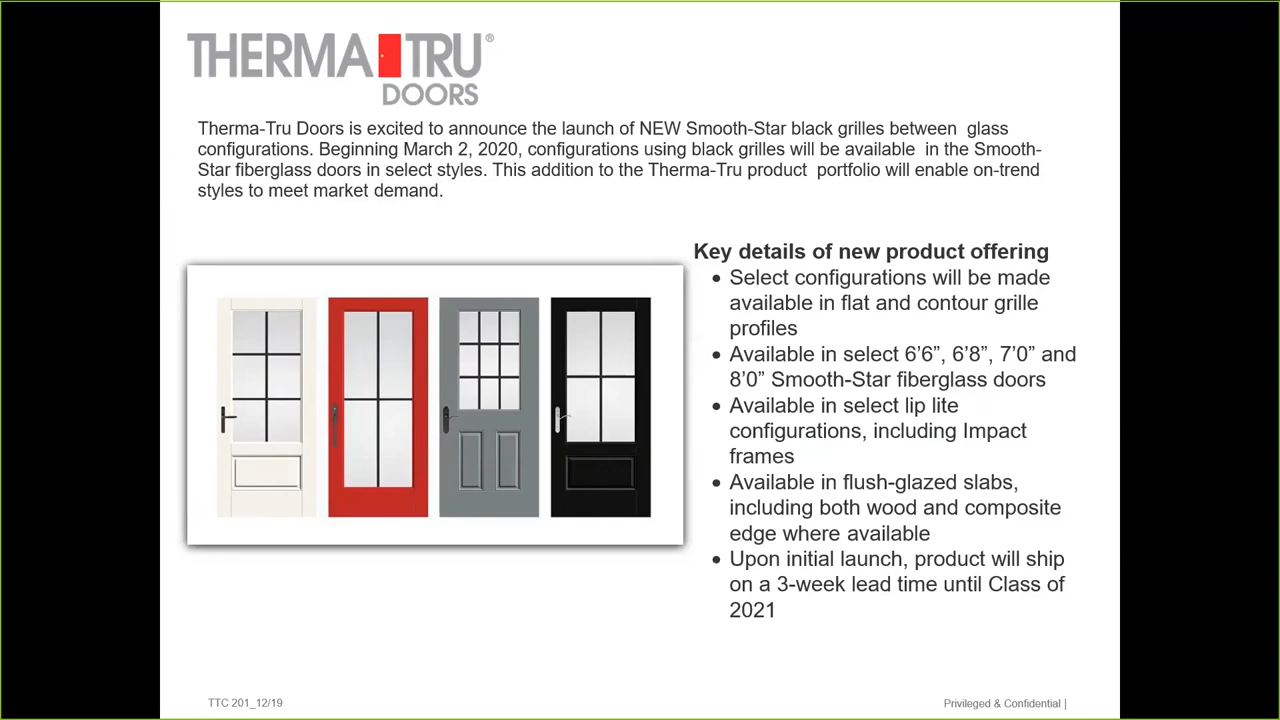 THERMA TRU®
DOORS
Therma-Tru Doors is excited to announce the launch of NEW Smooth-Star black grilles between glass
configurations. Beginning March 2, 2020, configurations using black grilles will be available in the Smooth-
Star fiberglass doors in select styles. This addition to the Therma-Tru product portfolio will enable on-trend
styles to meet market demand.
Key details of new product offering
• Select configurations will be made
available in flat and contour grille
profiles
• Available in select 6’6”, 6’8”, 7’0” and
8’0” Smooth-Star fiberglass doors
• Available in select lip lite
configurations, including Impact
frames
• Available in flush-glazed slabs,
including both wood and composite
edge where available
• Upon initial launch, product will ship
on a 3-week lead time until Class of
2021
TTC 201_12/19
Privileged & Confidential |